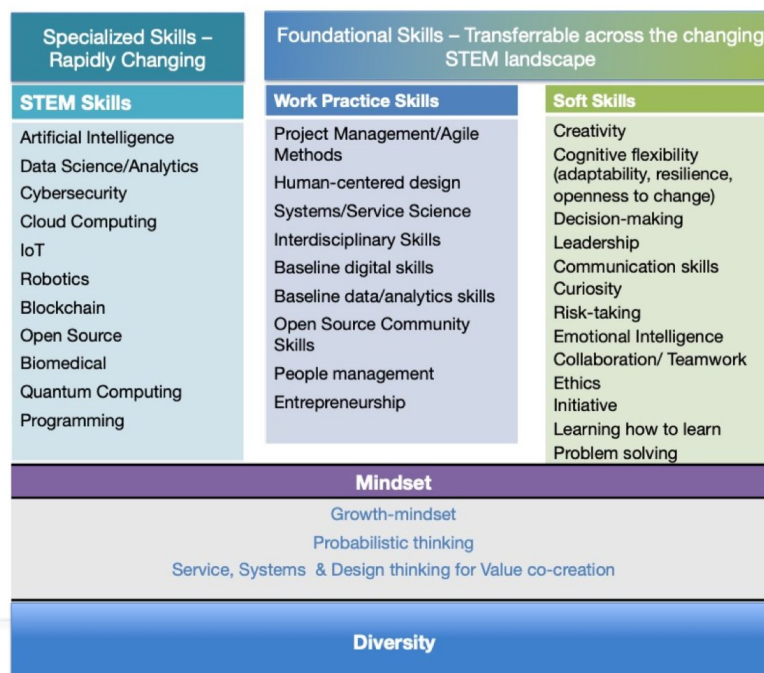 Specialized Skills –
Rapidly Changing
Foundational Skills – Transferrable across the changing
STEM landscape
STEM Skills
Artificial Intelligence
Data Science/Analytics
Cybersecurity
Cloud Computing
IoT
Robotics
Blockchain
Open Source
Biomedical
Quantum Computing
Programming
Work Practice Skills
Project Management/Agile
Methods
Human-centered design
Systems/Service Science
Interdisciplinary Skills
Baseline digital skills
Baseline data/analytics skills
Open Source Community
Skills
People management
Entrepreneurship
Soft Skills
Creativity
Cognitive flexibility
(adaptability, resilience,
openness to change)
Decision-making
Leadership
Communication skills
Curiosity
Risk-taking
Emotional Intelligence
Collaboration/ Teamwork
Ethics
Initiative
Learning how to learn
Problem solving
Mindset
Growth-mindset
Probabilistic thinking
Service, Systems & Design thinking for Value co-creation
Diversity